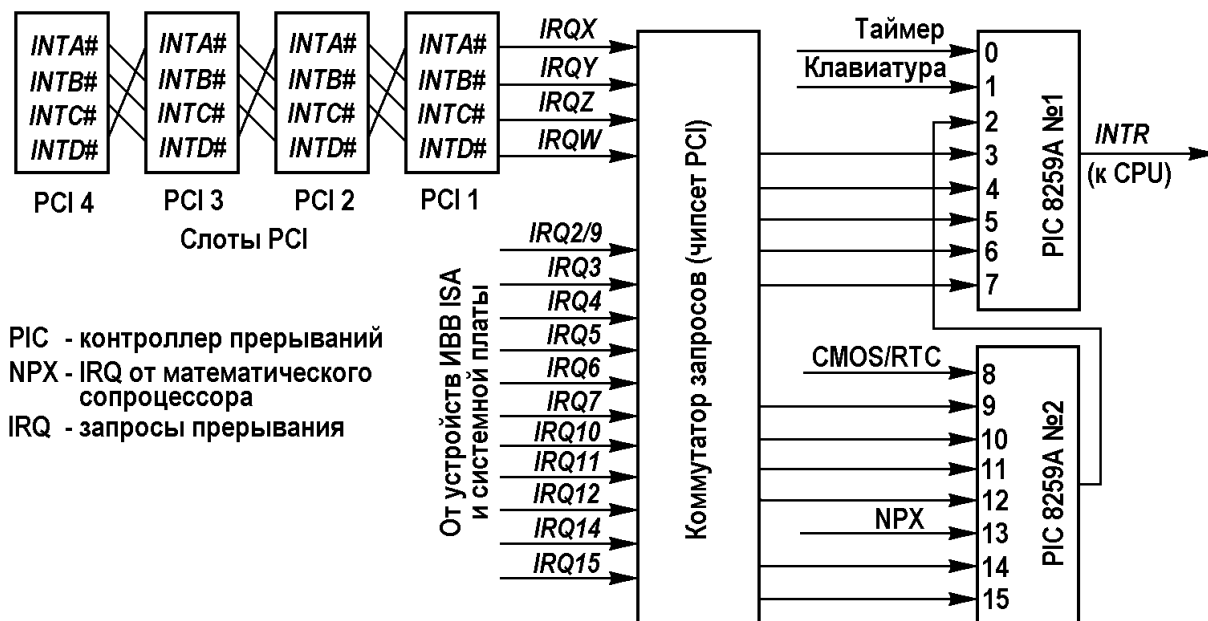 INTA# INTA# INTA# INTA#
INTB# INTB# INTB# INTB#
INTC# INTC# INTC# INTC#
INTD# INTD# INTD# INTD#
PCI 4 PCI 3 PCI 2 PCI 1
Слоты PCI
IRQX
IRQY
IRQZ
IRQW
IRQ2/9
IRQ3
IRQ4
IRQ5
IRQ6
IRQ7
IRQ10
IRQ11
IRQ12
IRQ14
IRQ15
От устройств ИВВ ISA
и системной платы
PIC - контроллер прерываний
NPX - IRQ от математического
сопроцессора
IRQ - запросы прерывания
Коммутатор запросов (чипсет PCI)
Таймер
Клавиатура
0
1
2
3
4
5
6
7
PIC 8259A №1
INTR
(к CPU)
CMOS/RTC
NPX
8
9
10
11
12
13
14
15
PIC 8259A №2